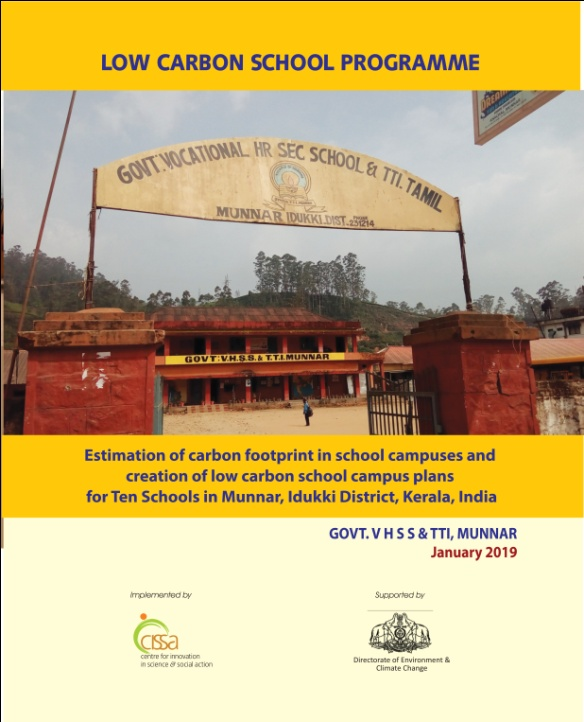 LOW CARBON SCHOOL PROGRAMME
GOVT. VOCATIONAL HR SEC SCHOOL & TTI. TAMIL
MUNNAR IDUKKI.DIST. PHONE 231214
GOVT V.H.S.S. & T.T.I. MUNNAR
Estimation of carbon footprint in school campuses and
creation of low carbon school campus plans
for Ten Schools in Munnar, Idukki District, Kerala, India
GOVT. V H S S & TTI, MUNNAR
January 2019
Implemented by
Supported by
cissa
centre for innovation
in science & social action
Directorate of Environment &
Climate Change